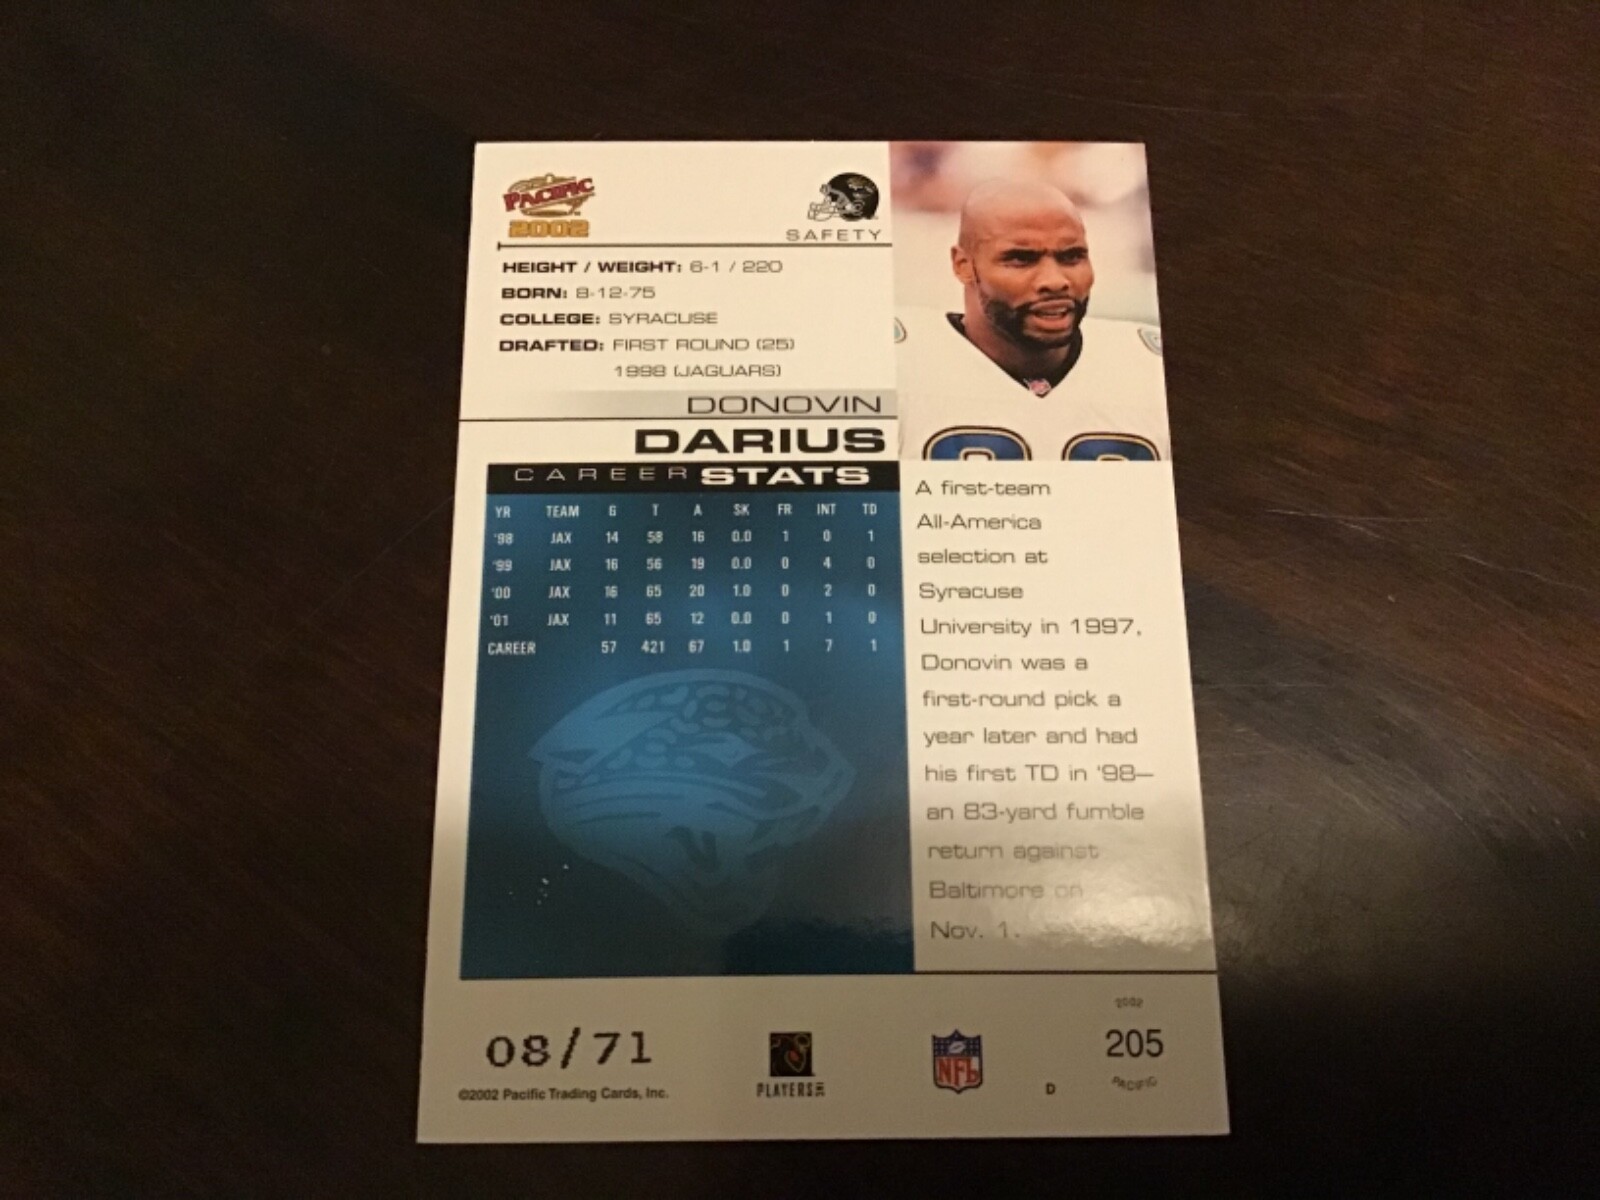 PACIFIC
2002
SAFETY
HEIGHT / WEIGHT: 6-1 / 220
BORN: 8-12-75
COLLEGE: SYRACUSE
DRAFTED: FIRST ROUND (25)
1998 (JAGUARS)
DONOVIN
DARIUS
CAREER STATS
YR TEAM G T A SK FR INT TD
'98 JAX 14 58 16 0.0 1 0 1
'99 JAX 16 56 19 0.0 0 4 0
'00 JAX 16 65 20 1.0 0 2 0
'01 JAX 11 65 12 0.0 0 1 0
CAREER 57 421 67 1.0 1 7 1
A first-team
All-America
selection at
Syracuse
University in 1997,
Donovin was a
first-round pick a
year later and had
his first TD in '98—
an 83-yard fumble
return against
Baltimore on
Nov. 1.
08/71
©2002 Pacific Trading Cards, Inc.
PLAYERS INC
NFL
D
2002
205
PACIFIC